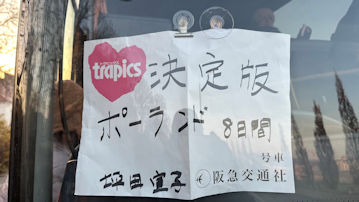 trapics 決定版
ポーランド 8日間
号車
坪田宜子 阪急交通社